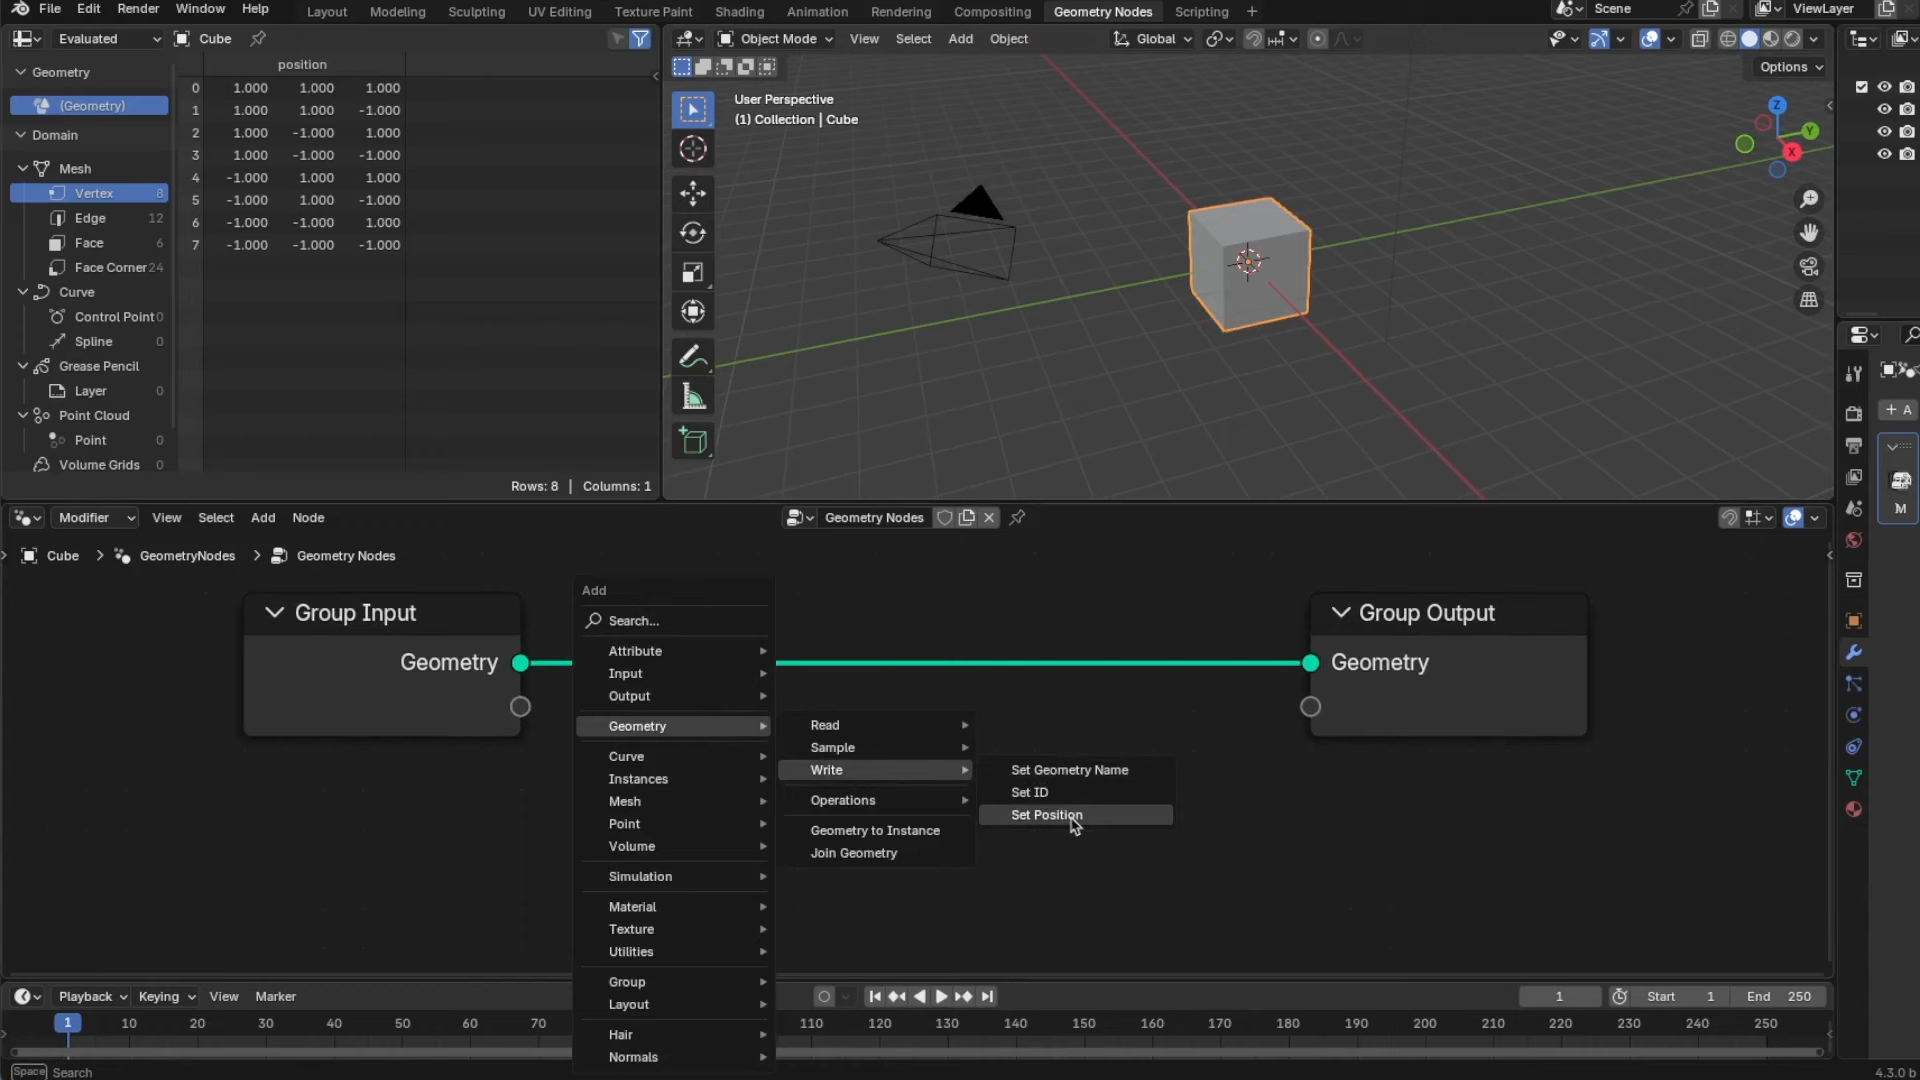 File Edit Render Window Help Layout Modeling Sculpting UV Editing Texture Paint Shading Animation Rendering Compositing Geometry Nodes Scripting + Scene ViewLayer
Evaluated Cube
Object Mode View Select Add Object Global
Options
Geometry
(Geometry)
Domain
Mesh
Vertex 8
Edge 12
Face 6
Face Corner 24
Curve
Control Point 0
Spline 0
Grease Pencil
Layer 0
Point Cloud
Point 0
Volume Grids 0
position
0 1.000 1.000 1.000
1 1.000 1.000 -1.000
2 1.000 -1.000 1.000
3 1.000 -1.000 -1.000
4 -1.000 1.000 1.000
5 -1.000 1.000 -1.000
6 -1.000 -1.000 1.000
7 -1.000 -1.000 -1.000
Rows: 8 | Columns: 1
User Perspective
(1) Collection | Cube
Z
Y
X
+ A
M
Modifier View Select Add Node Geometry Nodes
Cube > GeometryNodes > Geometry Nodes
Group Input
Geometry
Add
Search...
Attribute
Input
Output
Geometry
Curve
Instances
Mesh
Point
Volume
Simulation
Material
Texture
Utilities
Group
Layout
Hair
Normals
Read
Sample
Write
Operations
Geometry to Instance
Join Geometry
Set Geometry Name
Set ID
Set Position
Group Output
Geometry
Playback Keying View Marker 1 Start 1 End 250
1 10 20 30 40 50 60 70 110 120 130 140 150 160 170 180 190 200 210 220 230 240 250
Space Search
4.3.0 b